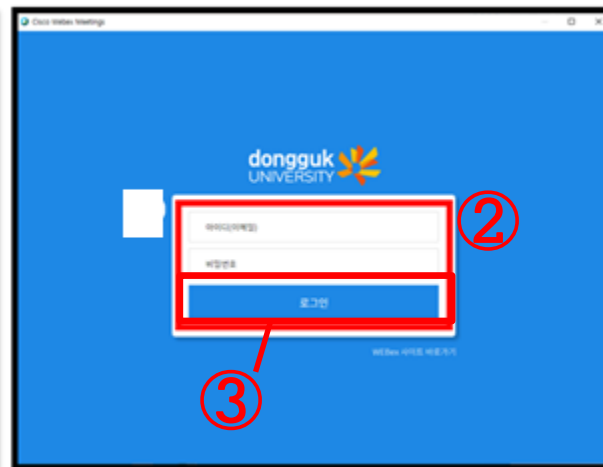 Cisco Webex Meetings
dongguk
UNIVERSITY
아이디(이메일)
②
비밀번호
로그인
WEBex 사이트 바로가기
③